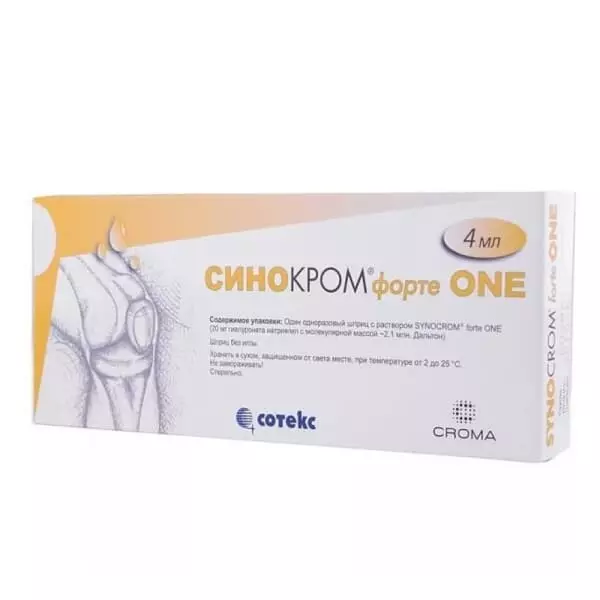 4 мл
СИНОКРОМ® форте ONE
Содержимое упаковки: Один одноразовый шприц с раствором SYNOCROM® forte ONE
(20 мг гиалуроната натрия/мл с молекулярной массой ~2,1 млн. Дальтон)
Шприц без иглы.
Хранить в сухом, защищенном от света месте, при температуре от 2 до 25 °C.
Не замораживать!
Стерильно.
сотекс
CROMA
SYNOCROM® forte ONE